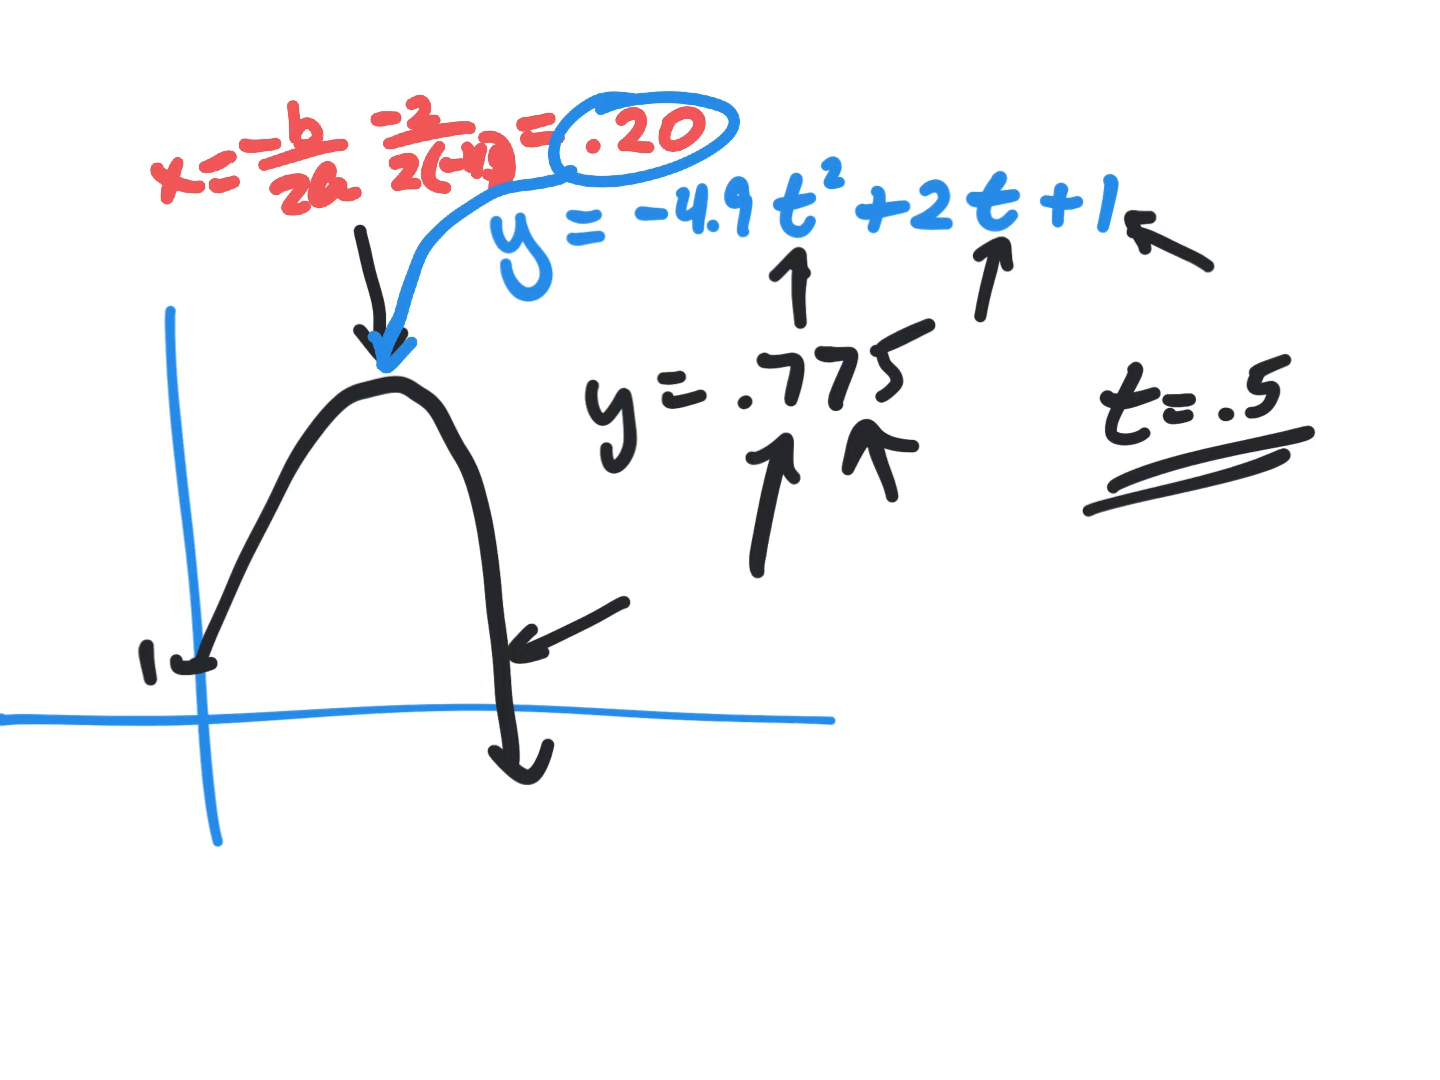 x = -b/2a -2/2(-4.9) = .20
y = -4.9t² + 2t + 1
y = .775
t = .5
1